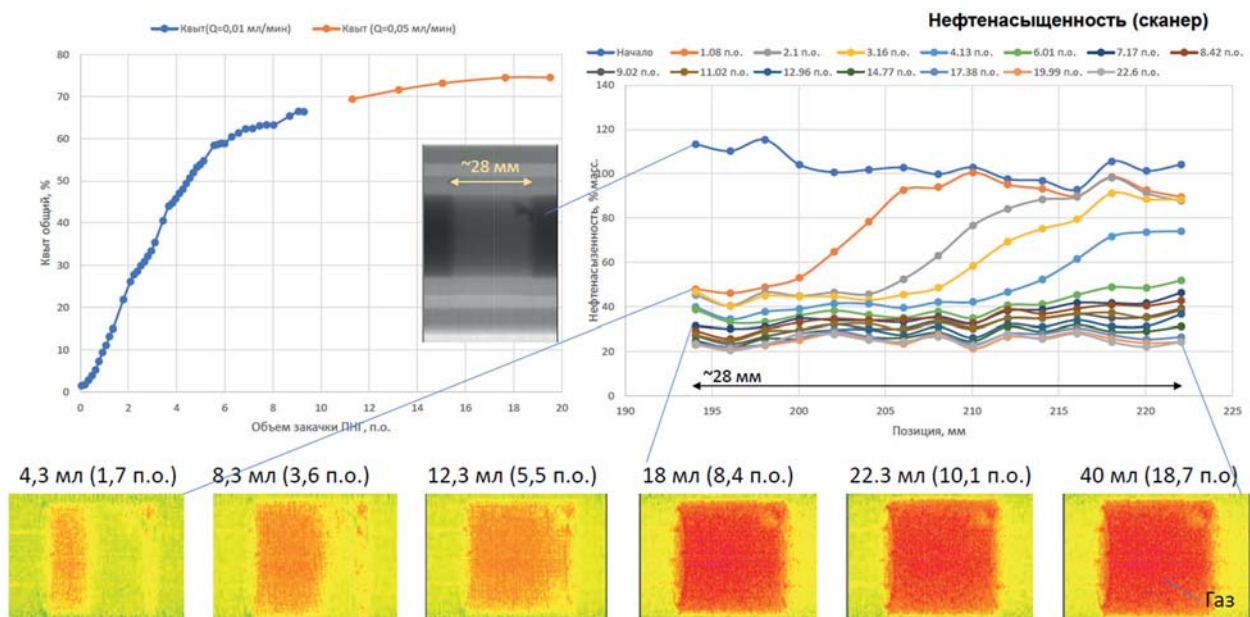 Квыт(Q=0,01 мл/мин) Квыт (Q=0,05 мл/мин)
Квыт общий, %
80
70
60
50
40
30
20
10
0
0 2 4 6 8 10 12 14 16 18 20
Объем закачки ПНГ, п.о.
~28 мм
Нефтенасыщенность (сканер)
Начало 1.08 п.о. 2.1 п.о. 3.16 п.о. 4.13 п.о. 6.01 п.о. 7.17 п.о. 8.42 п.о.
9.02 п.о. 11.02 п.о. 12.96 п.о. 14.77 п.о. 17.38 п.о. 19.99 п.о. 22.6 п.о.
Нефтенасызенность, % масс.
140
120
100
80
60
40
20
0
~28 мм
190 195 200 205 210 215 220 225
Позиция, мм
4,3 мл (1,7 п.о.) 8,3 мл (3,6 п.о.) 12,3 мл (5,5 п.о.) 18 мл (8,4 п.о.) 22.3 мл (10,1 п.о.) 40 мл (18,7 п.о)
Газ